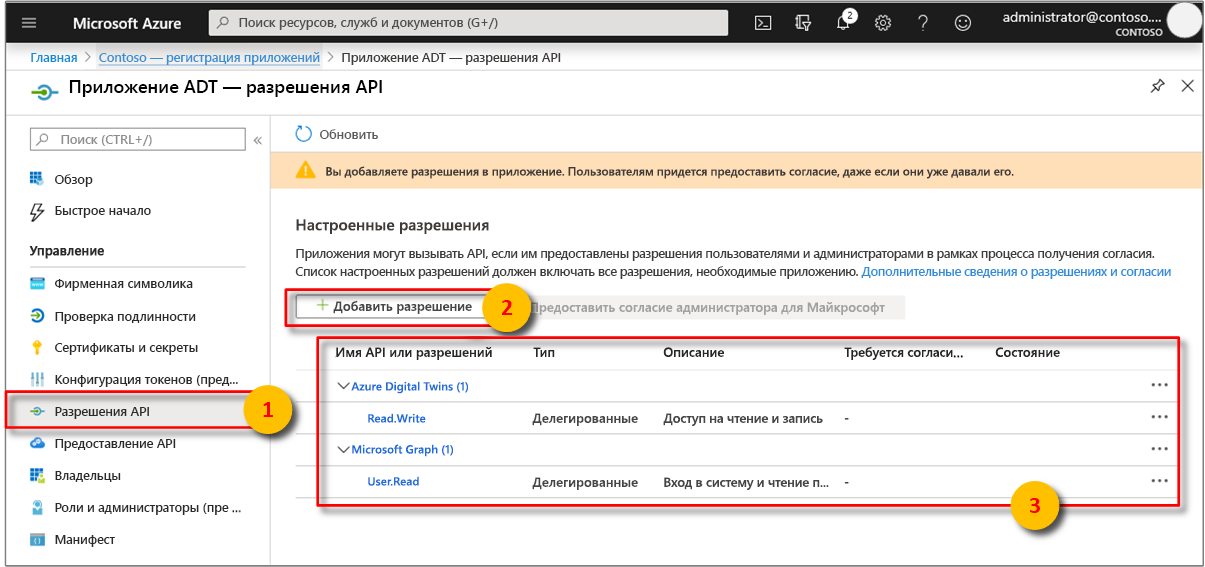 Microsoft Azure
Поиск ресурсов, служб и документов (G+/)
2
administrator@contoso....
CONTOSO
Главная > Contoso — регистрация приложений > Приложение ADT — разрешения API
Приложение ADT — разрешения API
Поиск (CTRL+/)
«
Обзор
Быстрое начало
Управление
Фирменная символика
Проверка подлинности
Сертификаты и секреты
Конфигурация токенов (пред...
Разрешения API
1
Предоставление API
Владельцы
Роли и администраторы (пре ...
Манифест
Обновить
Вы добавляете разрешения в приложение. Пользователям придется предоставить согласие, даже если они уже давали его.
Настроенные разрешения
Приложения могут вызывать API, если им предоставлены разрешения пользователями и администраторами в рамках процесса получения согласия.
Список настроенных разрешений должен включать все разрешения, необходимые приложению. Дополнительные сведения о разрешениях и согласии
+ Добавить разрешение
2
Предоставить согласие администратора для Майкрософт
Имя API или разрешений Тип Описание Требуется согласи... Состояние
Azure Digital Twins (1) ...
Read.Write Делегированные Доступ на чтение и запись - ...
Microsoft Graph (1) ...
User.Read Делегированные Вход в систему и чтение п... - ...
3